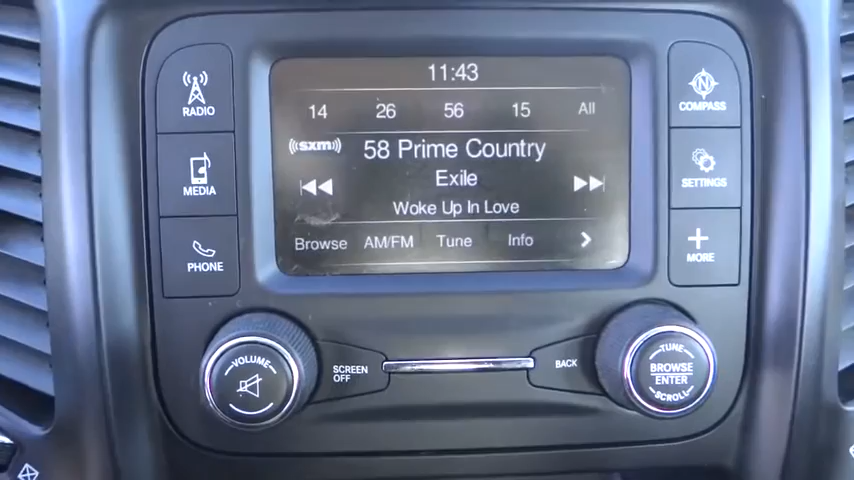 11:43
14 26 56 15 All
((sxm)) 58 Prime Country
Exile
Woke Up In Love
Browse AM/FM Tune Info
RADIO
MEDIA
PHONE
N
COMPASS
SETTINGS
MORE
VOLUME
SCREEN
OFF
BACK
TUNE
BROWSE
ENTER
SCROLL